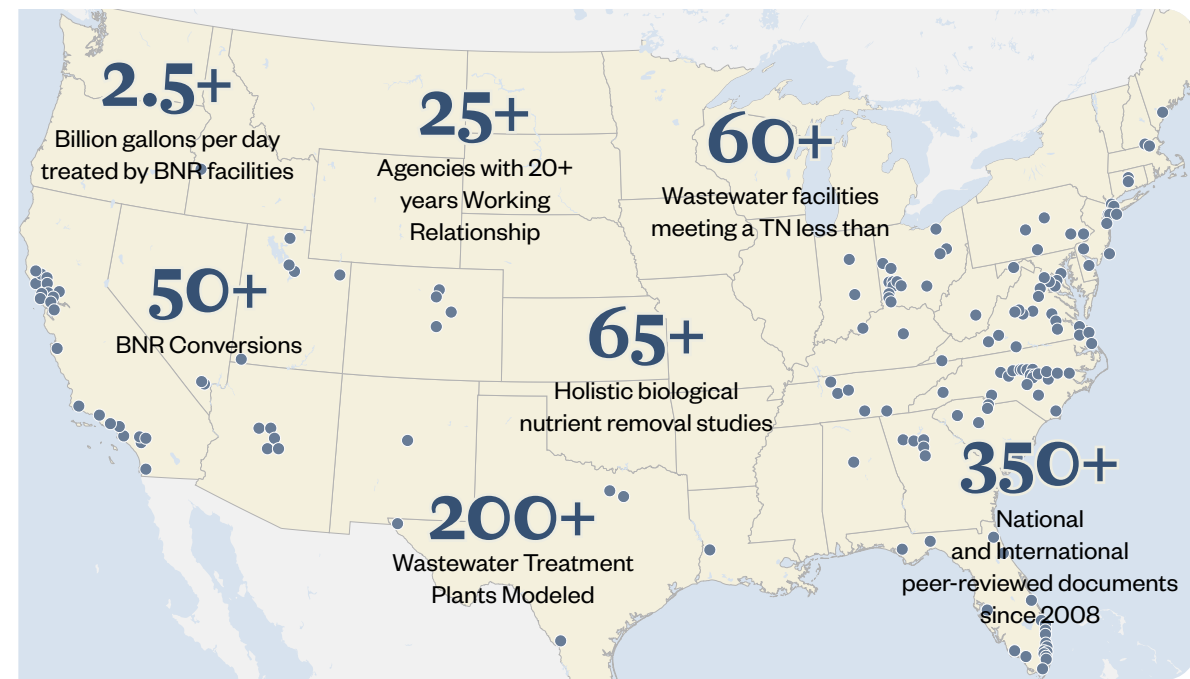 2.5+
Billion gallons per day
treated by BNR facilities
25+
Agencies with 20+
years Working
Relationship
60+
Wastewater facilities
meeting a TN less than
50+
BNR Conversions
65+
Holistic biological
nutrient removal studies
200+
Wastewater Treatment
Plants Modeled
350+
National
and International
peer-reviewed documents
since 2008